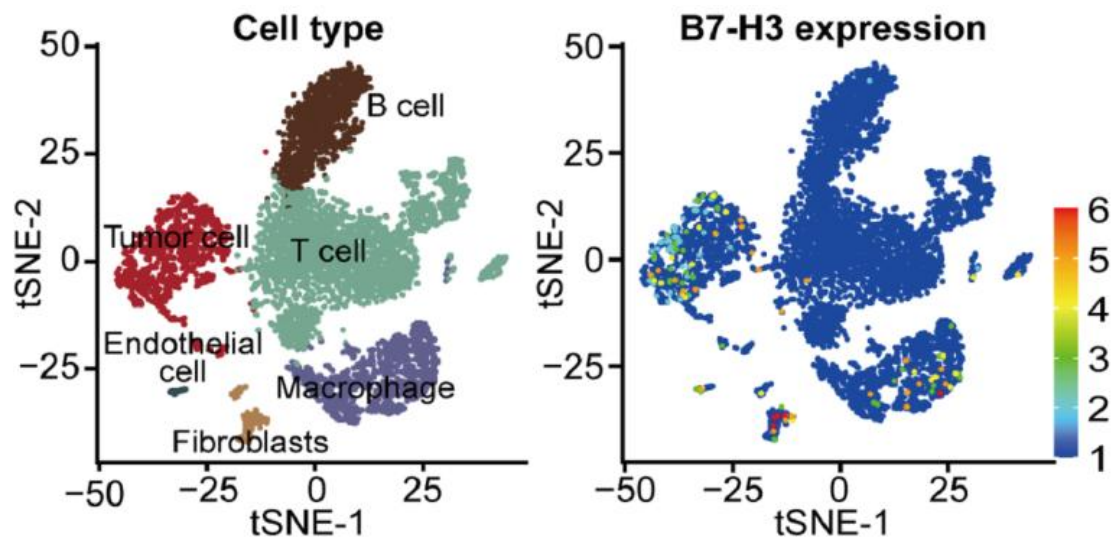 Cell type
50
25
0
−25
−50
−25
0
25
tSNE-2
tSNE-1
B cell
Tumor cell
T cell
Endothelial
cell
Macrophage
Fibroblasts
B7-H3 expression
50
25
0
−25
−50
−25
0
25
tSNE-2
tSNE-1
6
5
4
3
2
1